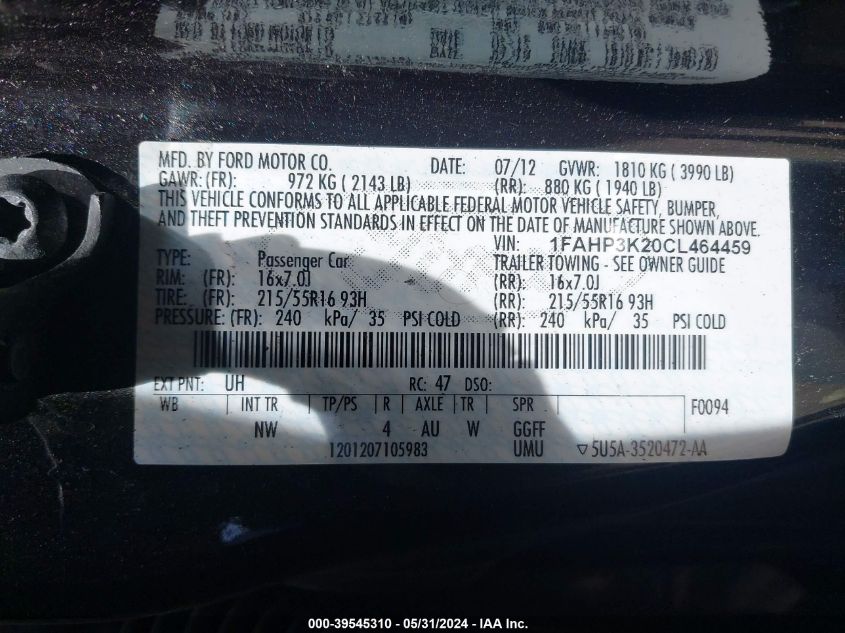 MFD. BY FORD MOTOR CO. DATE: 07/12 GVWR: 1810 KG ( 3990 LB)
GAWR:(FR): 972 KG ( 2143 LB) (RR): 880 KG ( 1940 LB)
THIS VEHICLE CONFORMS TO ALL APPLICABLE FEDERAL MOTOR VEHICLE SAFETY, BUMPER,
AND THEFT PREVENTION STANDARDS IN EFFECT ON THE DATE OF MANUFACTURE SHOWN ABOVE.
VIN: 1FAHP3K20CL464459
TYPE: Passenger Car TRAILER TOWING - SEE OWNER GUIDE
RIM: (FR): 16x7.0J (RR): 16x7.0J
TIRE: (FR): 215/55R16 93H (RR): 215/55R16 93H
PRESSURE: (FR): 240 kPa/ 35 PSI COLD (RR): 240 kPa/ 35 PSI COLD
EXT PNT: UH RC: 47 DSO:
WB INT TR TP/PS R AXLE TR SPR F0094
NW 4 AU W GGFF
1201207105983 UMU ▽5U5A-3520472-AA
000-39545310 - 05/31/2024 - IAA Inc.